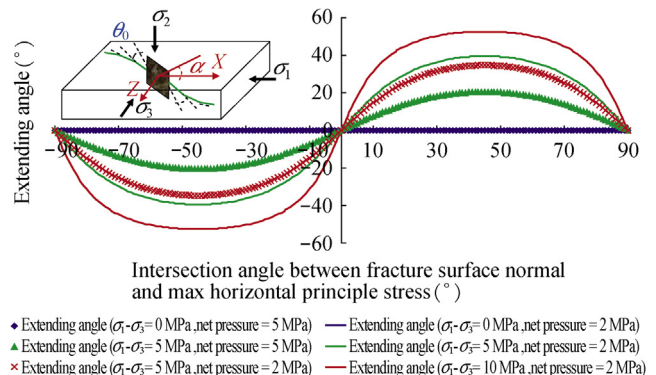 60
40
20
−20
−40
−60
−90
−70
−50
−30
−10
10
30
50
70
90
Extending angle(°)
θ0
σ2
X
α
σ1
Z
σ3
Intersection angle between fracture surface normal
and max horizontal principle stress(°)
Extending angle(σ1-σ3=0 MPa,net pressure=5 MPa)
Extending angle(σ1-σ3=0 MPa,net pressure=2 MPa)
Extending angle(σ1-σ3=5 MPa,net pressure=5 MPa)
Extending angle(σ1-σ3=5 MPa,net pressure=2 MPa)
Extending angle(σ1-σ3=5 MPa,net pressure=2 MPa)
Extending angle(σ1-σ3=10 MPa,net pressure=2 MPa)